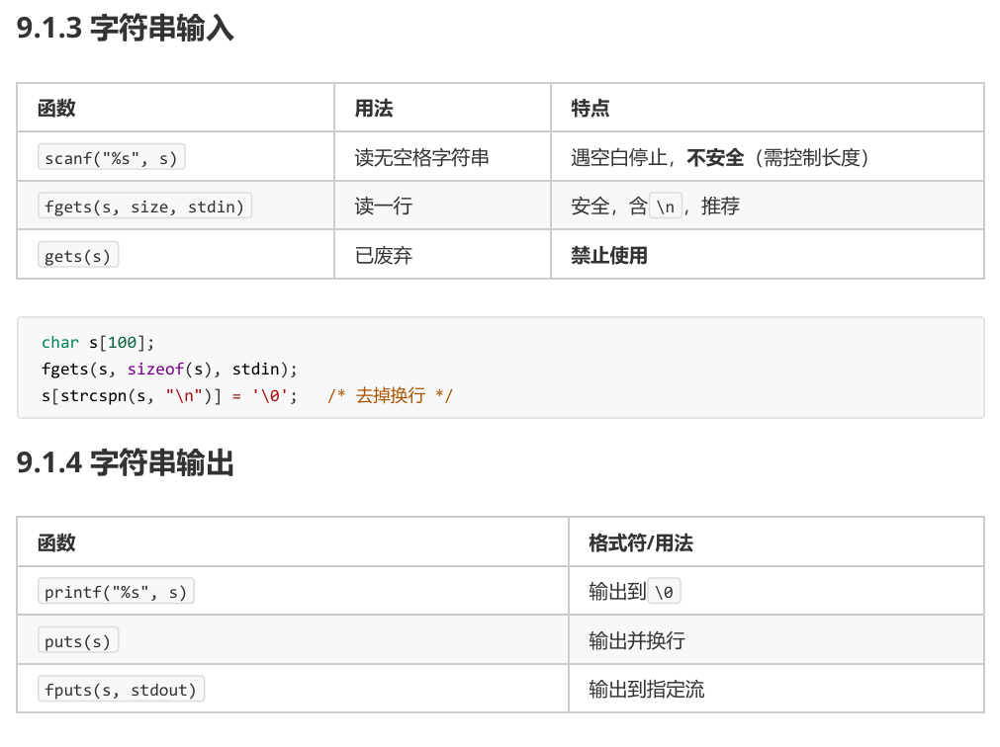 9.1.3 字符串输入
函数 用法 特点
scanf("%s", s) 读无空格字符串 遇空白停止，不安全（需控制长度）
fgets(s, size, stdin) 读一行 安全，含 \n ，推荐
gets(s) 已废弃 禁止使用
char s[100];
fgets(s, sizeof(s), stdin);
s[strcspn(s, "\n")] = '\0';   /* 去掉换行 */
9.1.4 字符串输出
函数 格式符/用法
printf("%s", s) 输出到 \0
puts(s) 输出并换行
fputs(s, stdout) 输出到指定流